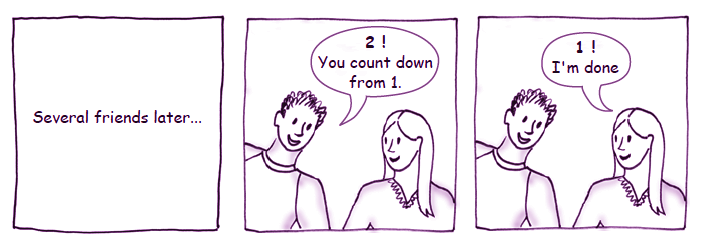 Several friends later...
2 !
You count down
from 1.
1 !
I'm done